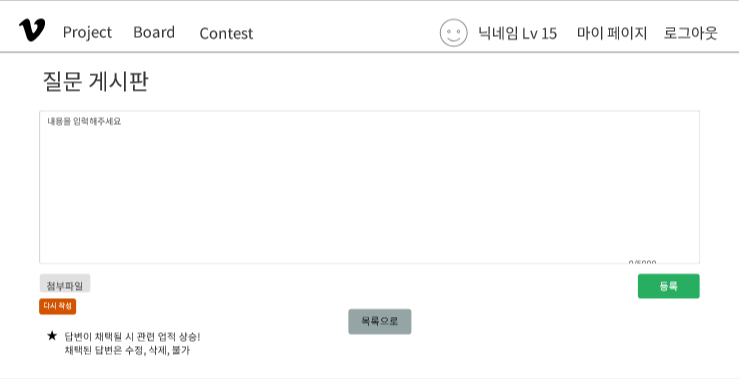 Project Board Contest 닉네임 Lv 15 마이 페이지 로그아웃
질문 게시판
내용을 입력해주세요
0/5000
첨부파일 등록
다시 작성
목록으로
★ 답변이 채택될 시 관련 업적 상승!
채택된 답변은 수정, 삭제, 불가